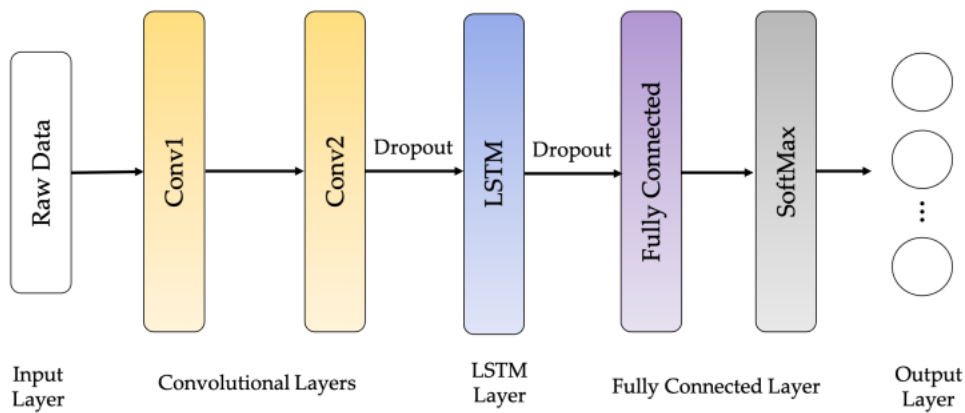 Raw Data
Conv1
Conv2
Dropout
LSTM
Dropout
Fully Connected
SoftMax
...
Input
Layer
Convolutional Layers
LSTM
Layer
Fully Connected Layer
Output
Layer